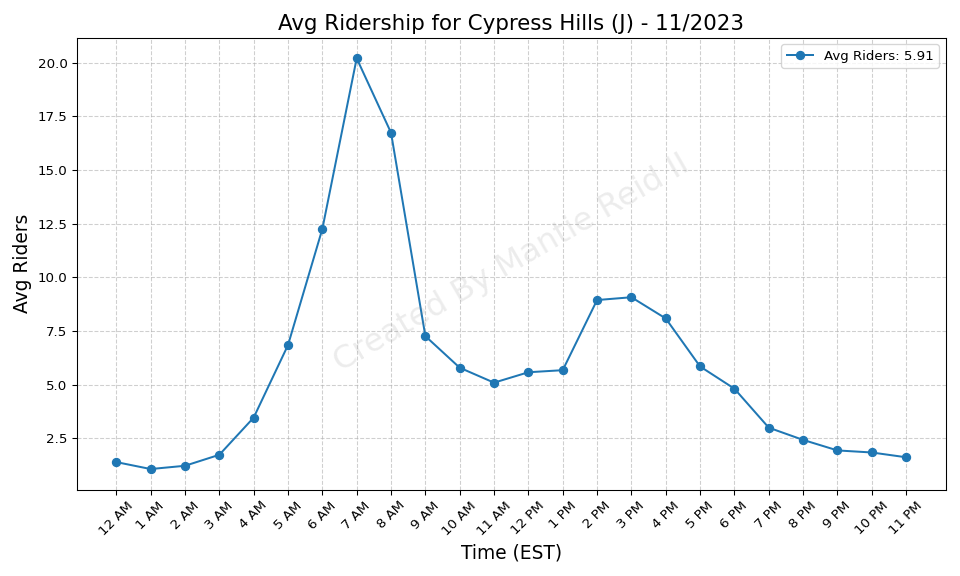 Avg Ridership for Cypress Hills (J) - 11/2023
Avg Riders: 5.91
20.0
17.5
15.0
12.5
10.0
7.5
5.0
2.5
Avg Riders
Created By Mantie Reid II
12 AM
1 AM
2 AM
3 AM
4 AM
5 AM
6 AM
7 AM
8 AM
9 AM
10 AM
11 AM
12 PM
1 PM
2 PM
3 PM
4 PM
5 PM
6 PM
7 PM
8 PM
9 PM
10 PM
11 PM
Time (EST)